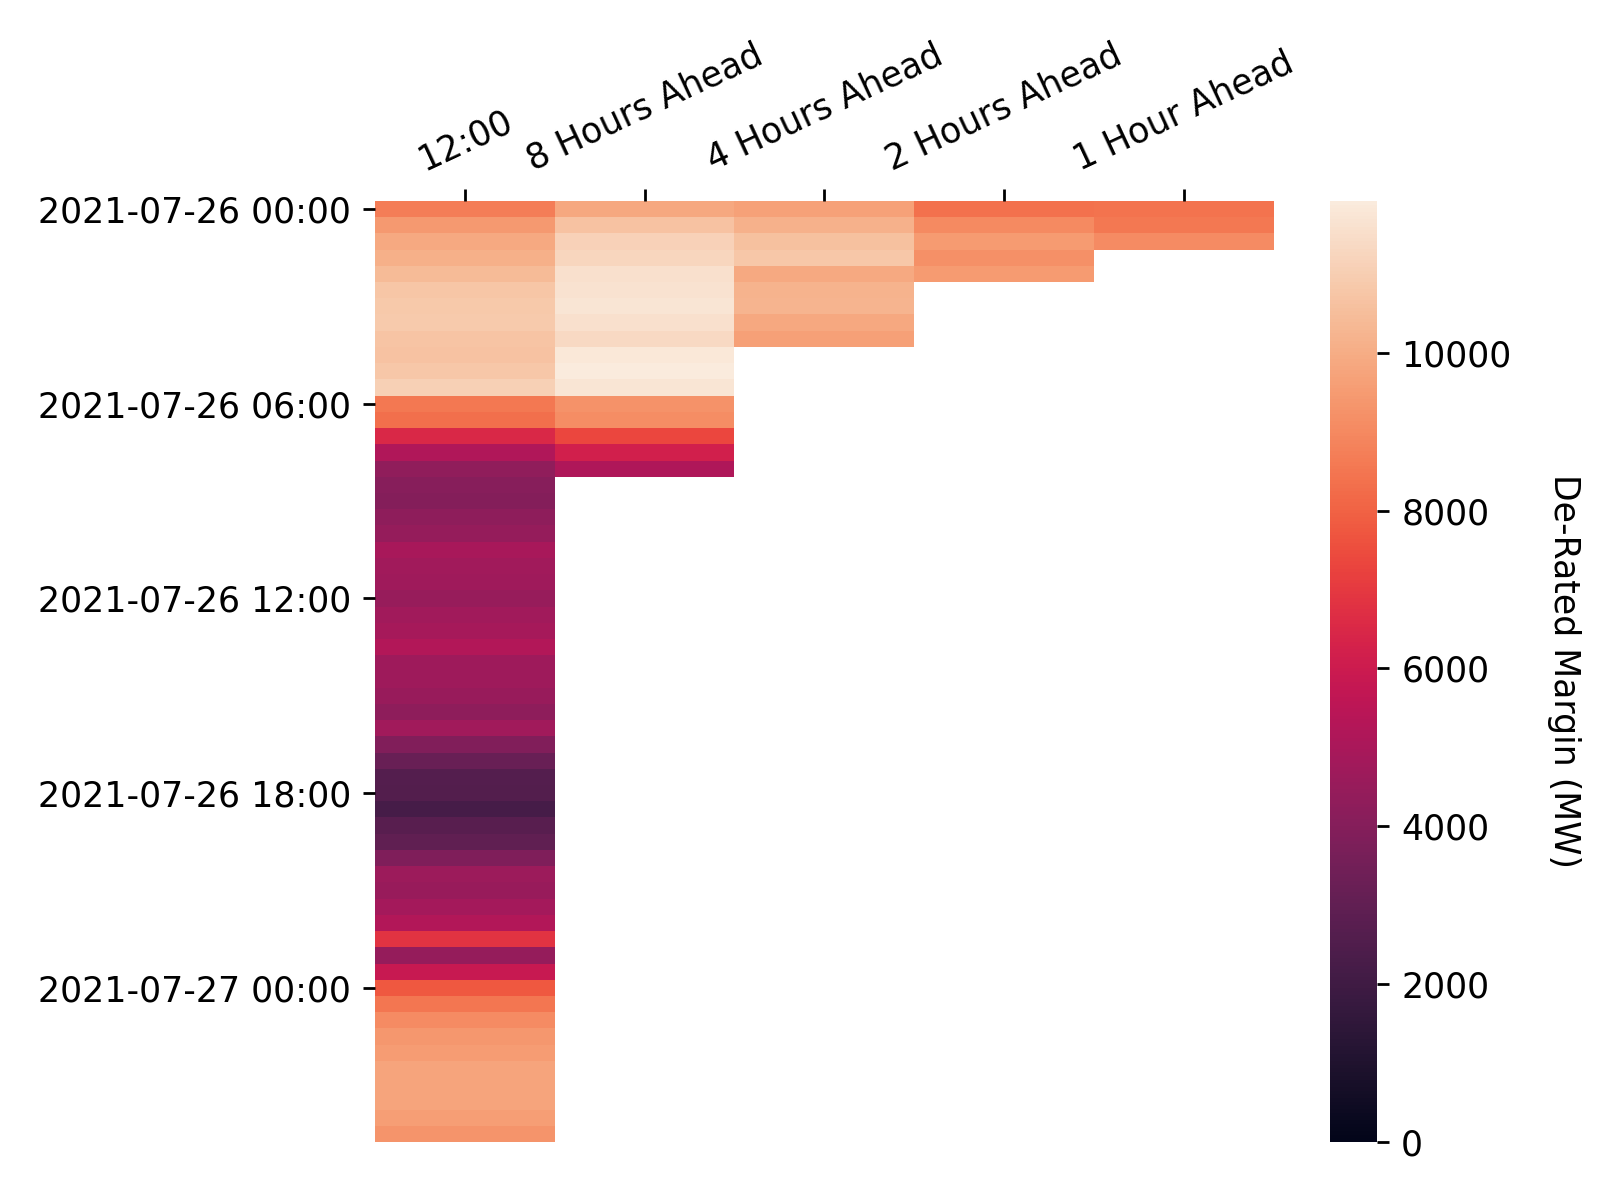 12:00
8 Hours Ahead
4 Hours Ahead
2 Hours Ahead
1 Hour Ahead
2021-07-26 00:00
2021-07-26 06:00
2021-07-26 12:00
2021-07-26 18:00
2021-07-27 00:00
10000
8000
6000
4000
2000
0
De-Rated Margin (MW)